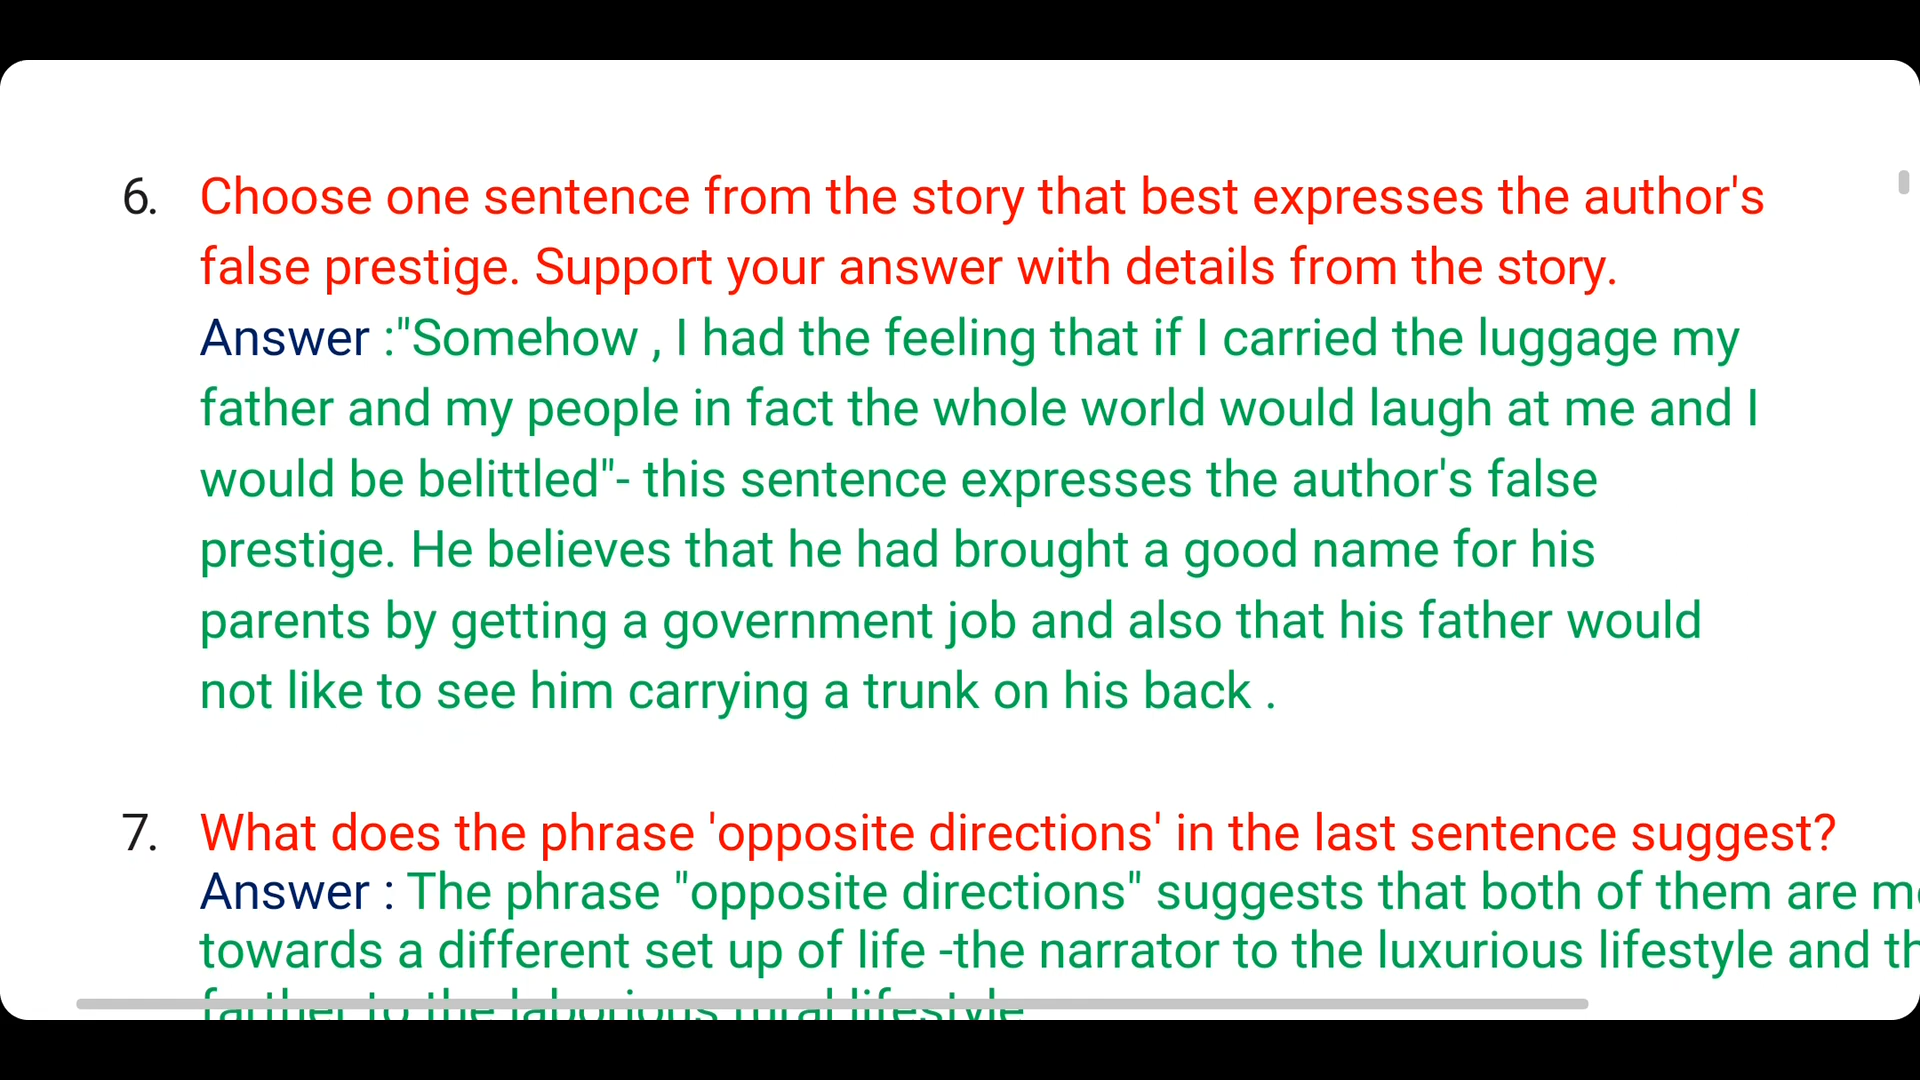 6. Choose one sentence from the story that best expresses the author's
false prestige. Support your answer with details from the story.
Answer :"Somehow , I had the feeling that if I carried the luggage my
father and my people in fact the whole world would laugh at me and I
would be belittled"- this sentence expresses the author's false
prestige. He believes that he had brought a good name for his
parents by getting a government job and also that his father would
not like to see him carrying a trunk on his back .
7. What does the phrase 'opposite directions' in the last sentence suggest?
Answer : The phrase "opposite directions" suggests that both of them are
towards a different set up of life -the narrator to the luxurious lifestyle and
farther to the laborious rural lifestyle